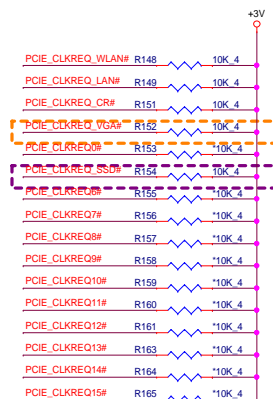 +3V
PCIE_CLKREQ_WLAN# R148 10K_4
PCIE_CLKREQ_LAN# R149 10K_4
PCIE_CLKREQ_CR# R151 10K_4
PCIE_CLKREQ_VGA# R152 10K_4
PCIE_CLKREQ0# R153 10K_4
PCIE_CLKREQ_SSD# R154 10K_4
PCIE_CLKREQ6# R155 *10K_4
PCIE_CLKREQ7# R156 *10K_4
PCIE_CLKREQ8# R157 *10K_4
PCIE_CLKREQ9# R158 *10K_4
PCIE_CLKREQ10# R159 *10K_4
PCIE_CLKREQ11# R160 *10K_4
PCIE_CLKREQ12# R161 *10K_4
PCIE_CLKREQ13# R163 *10K_4
PCIE_CLKREQ14# R164 *10K_4
PCIE_CLKREQ15# R165 *10K_4